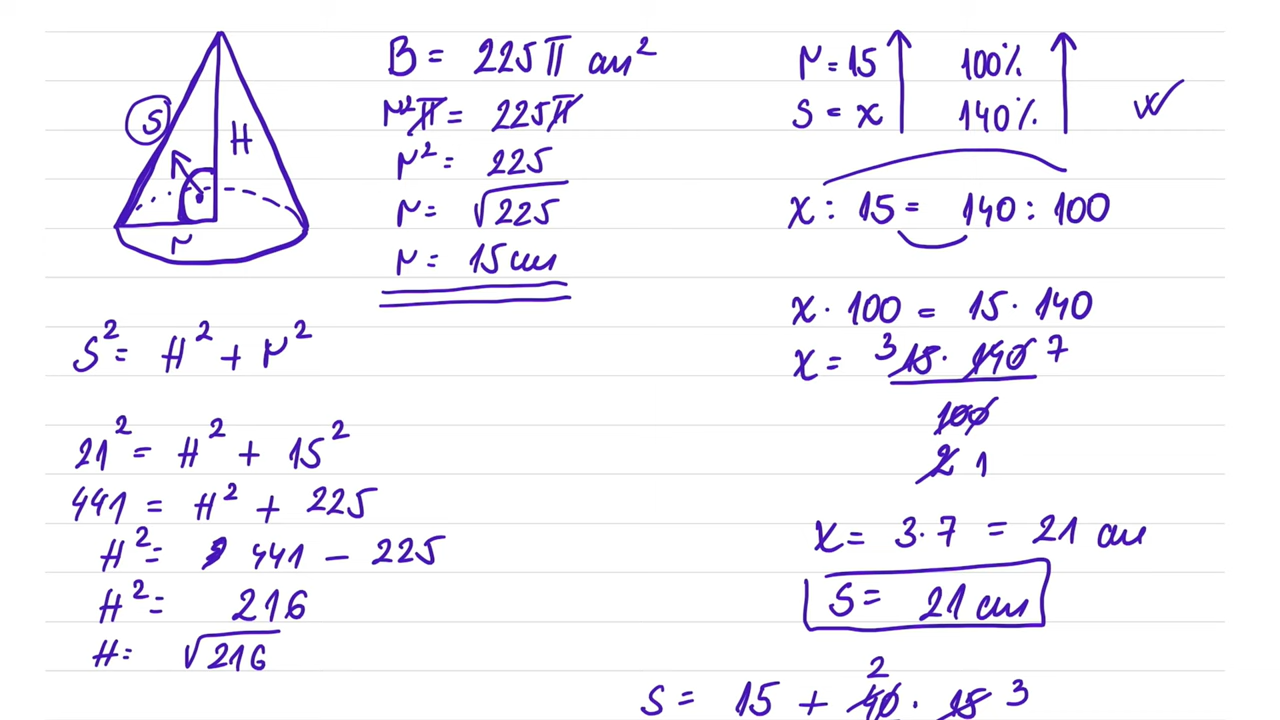 S
H
r
B = 225π cm²
r²π = 225π
r² = 225
r = √225
r = 15 cm
S² = H² + r²
21² = H² + 15²
441 = H² + 225
H² = 441 - 225
H² = 216
H = √216
r = 15 100%
S = x 140%
x : 15 = 140 : 100
x · 100 = 15 · 140
x = 3 15 · 140 7
100
2 1
x = 3 · 7 = 21 cm
S = 21 cm
2
S = 15 + 40 · 15 3